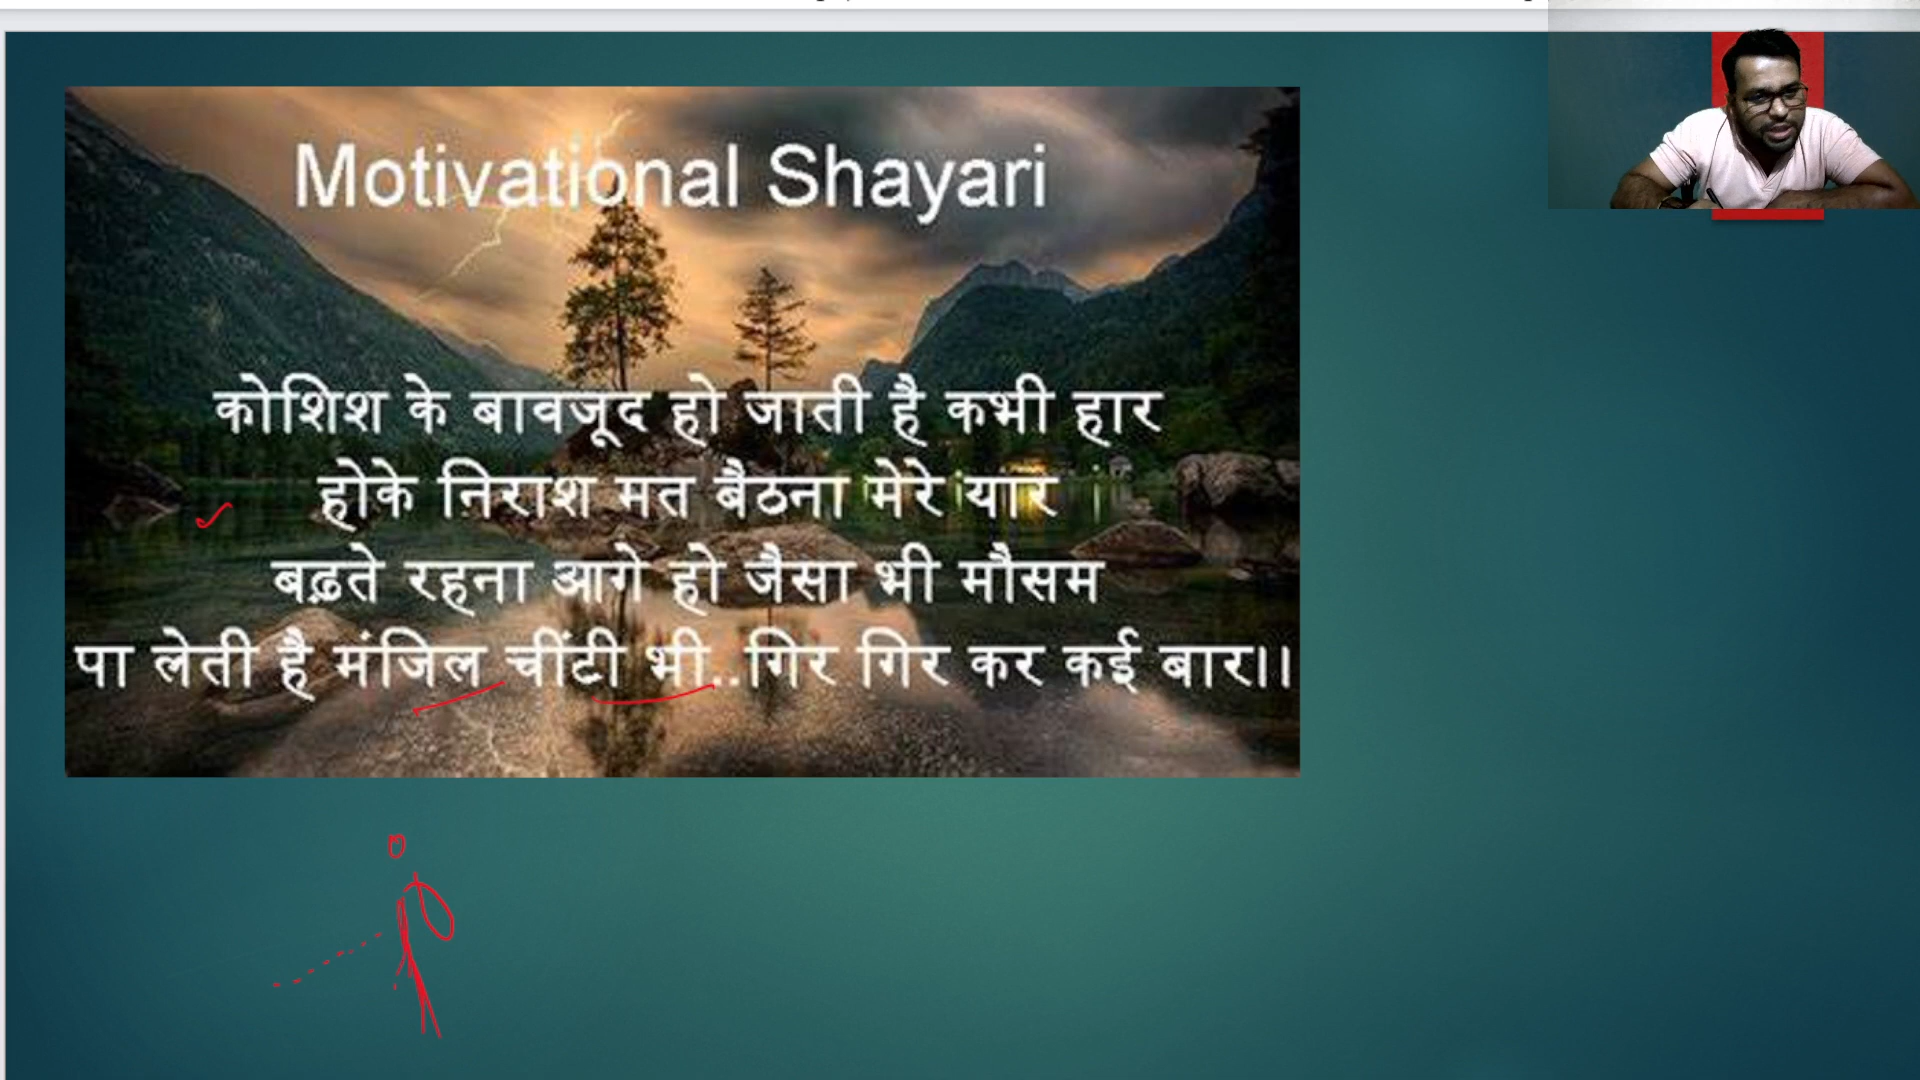 Motivational Shayari
कोशिश के बावजूद हो जाती है कभी हार
होके निराश मत बैठना मेरे यार
बढ़ते रहना आगे हो जैसा भी मौसम
पा लेती है मंजिल चींटी भी..गिर गिर कर कई बार।।